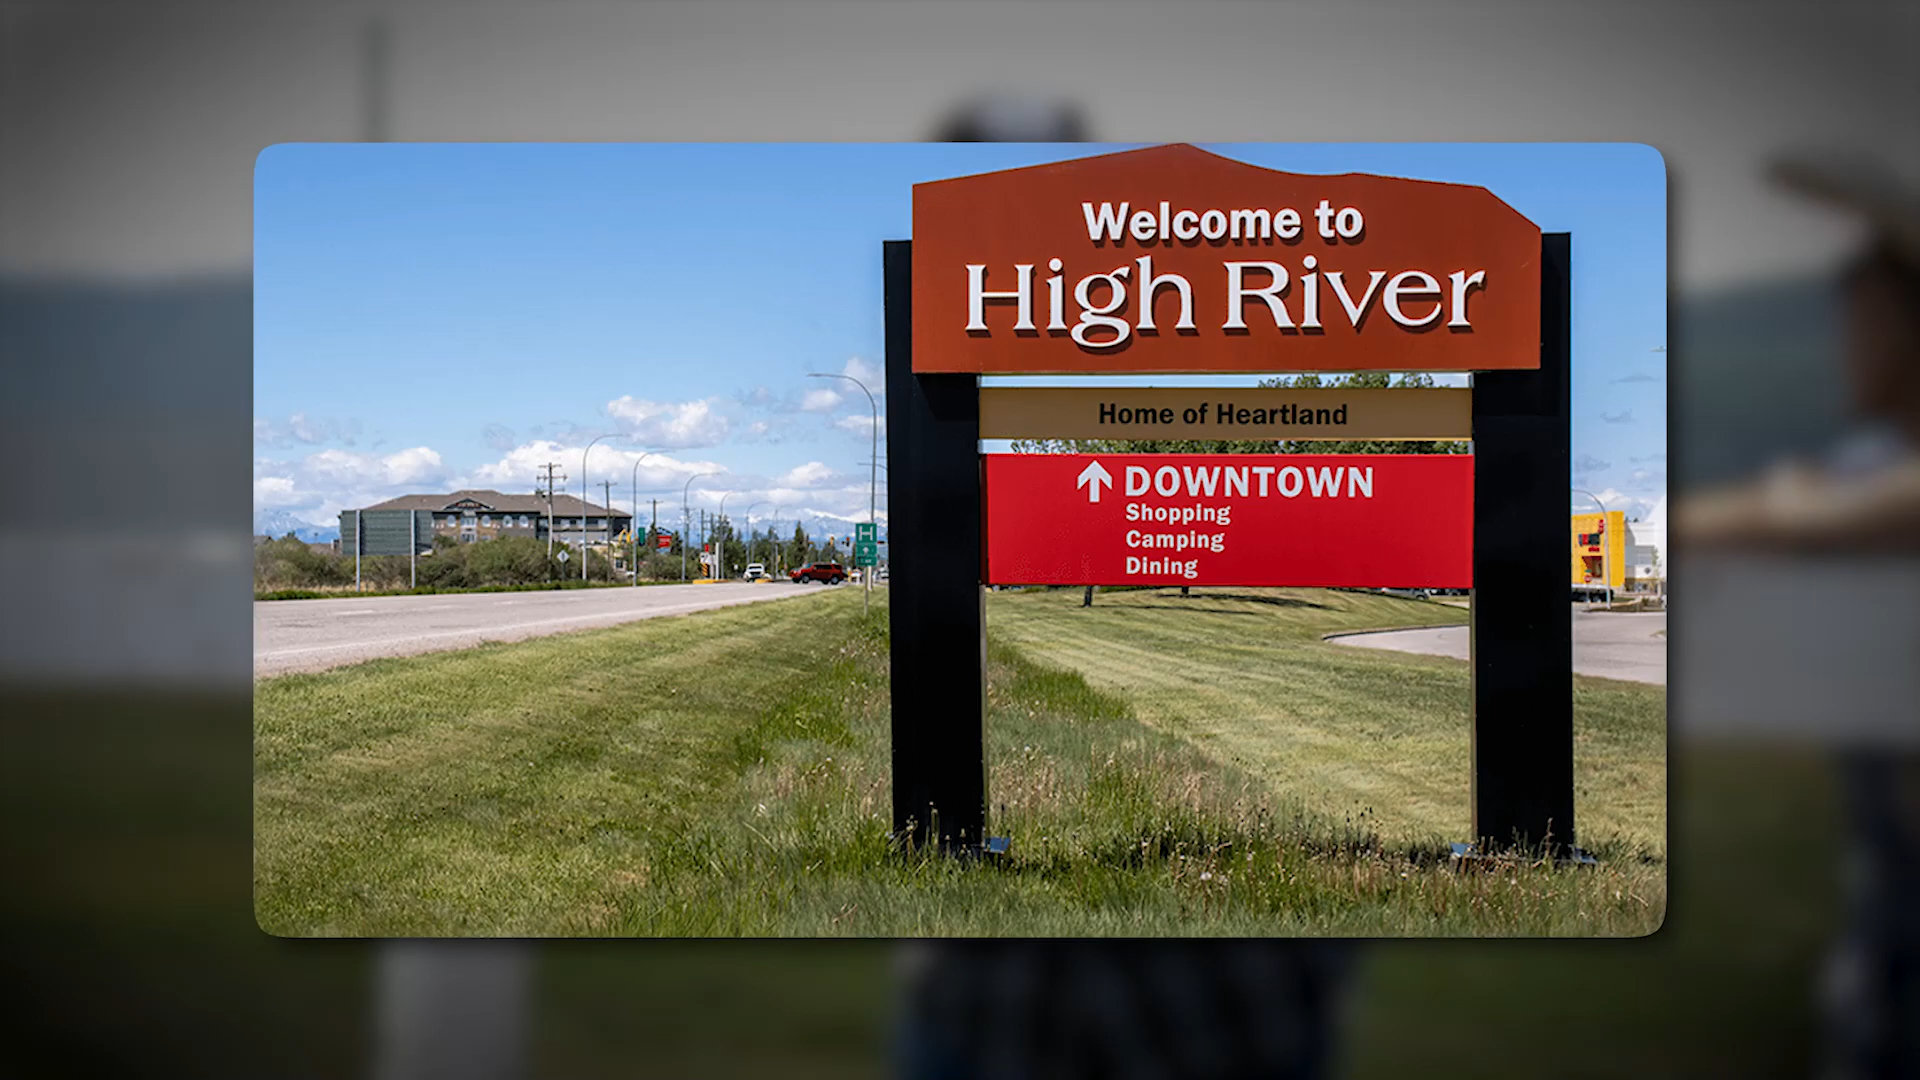 Welcome to
High River
Home of Heartland
DOWNTOWN
Shopping
Camping
Dining
H